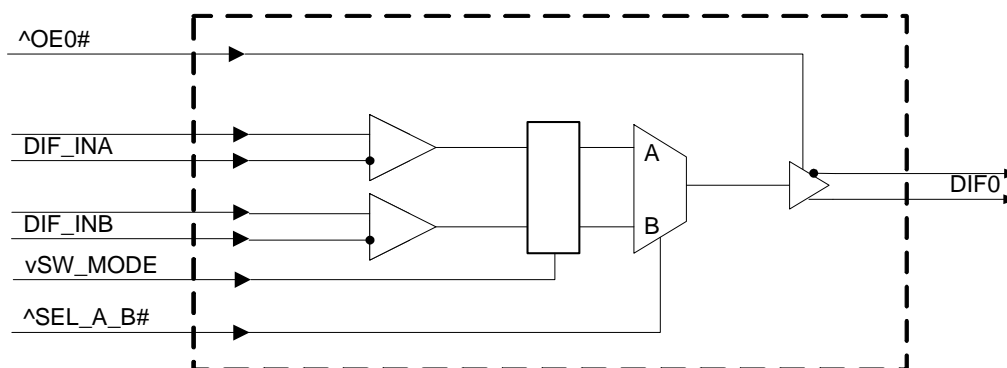 ^OE0#
DIF_INA
A
DIF0
DIF_INB
B
vSW_MODE
^SEL_A_B#